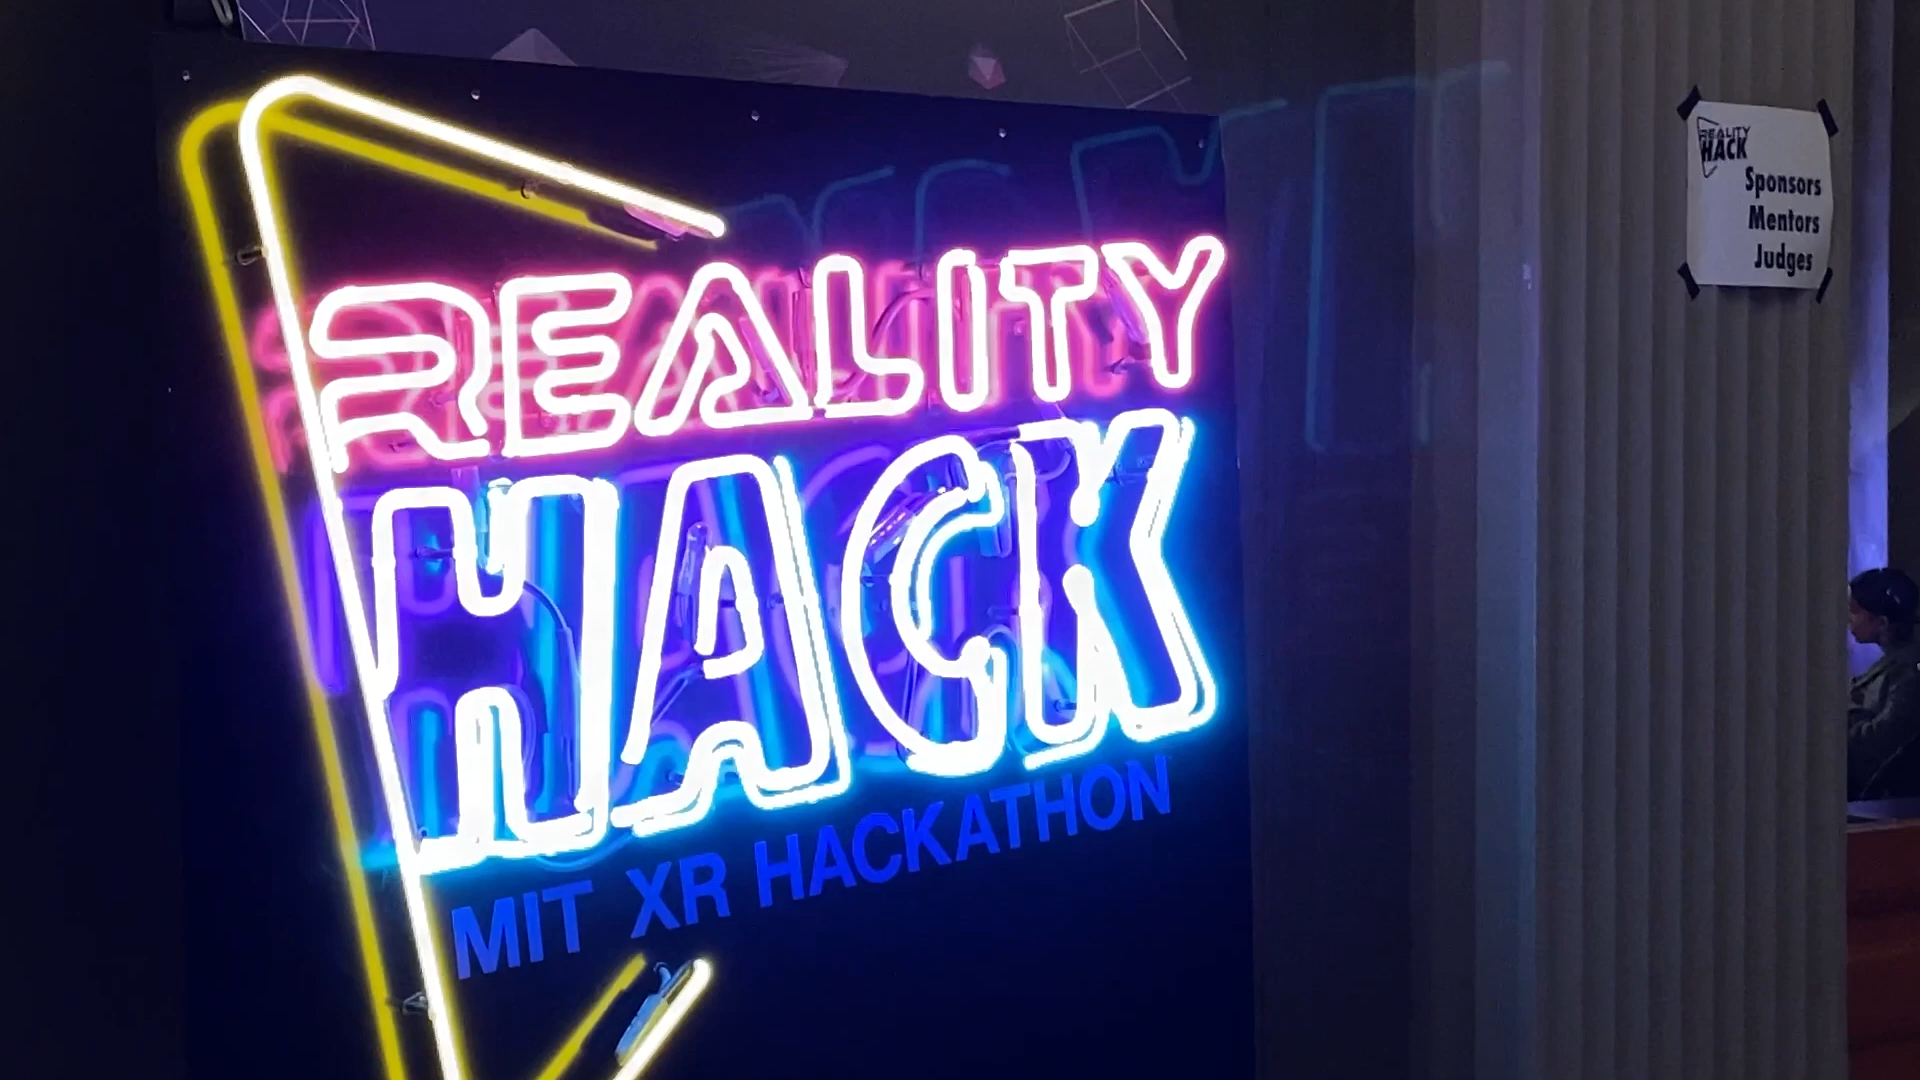 REALITY
HACK
MIT XR HACKATHON
REALITY
HACK
Sponsors
Mentors
Judges